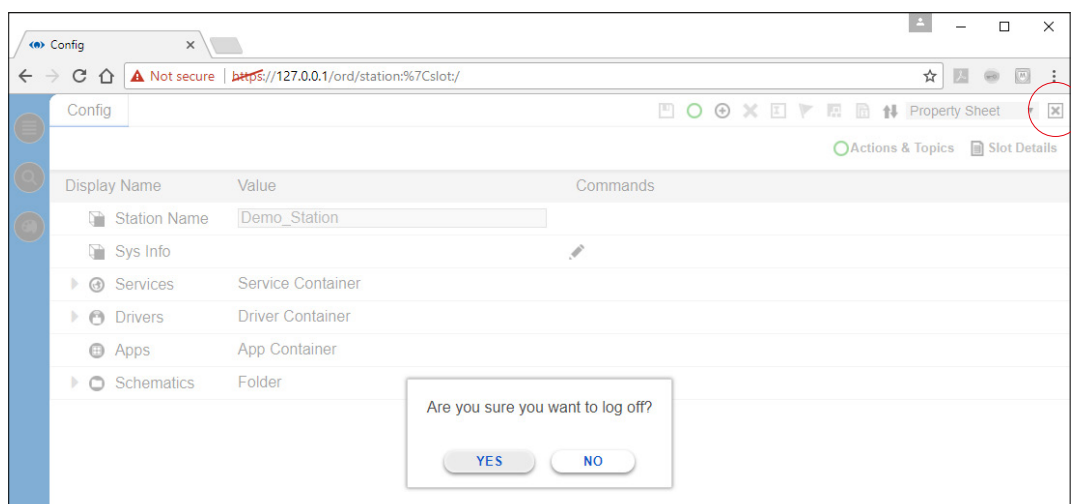 Config
Not secure | https://127.0.0.1/ord/station:%7Cslot:/
Config Property Sheet
Actions & Topics Slot Details
Display Name Value Commands
Station Name Demo_Station
Sys Info
Services Service Container
Drivers Driver Container
Apps App Container
Schematics Folder
Are you sure you want to log off?
YES NO